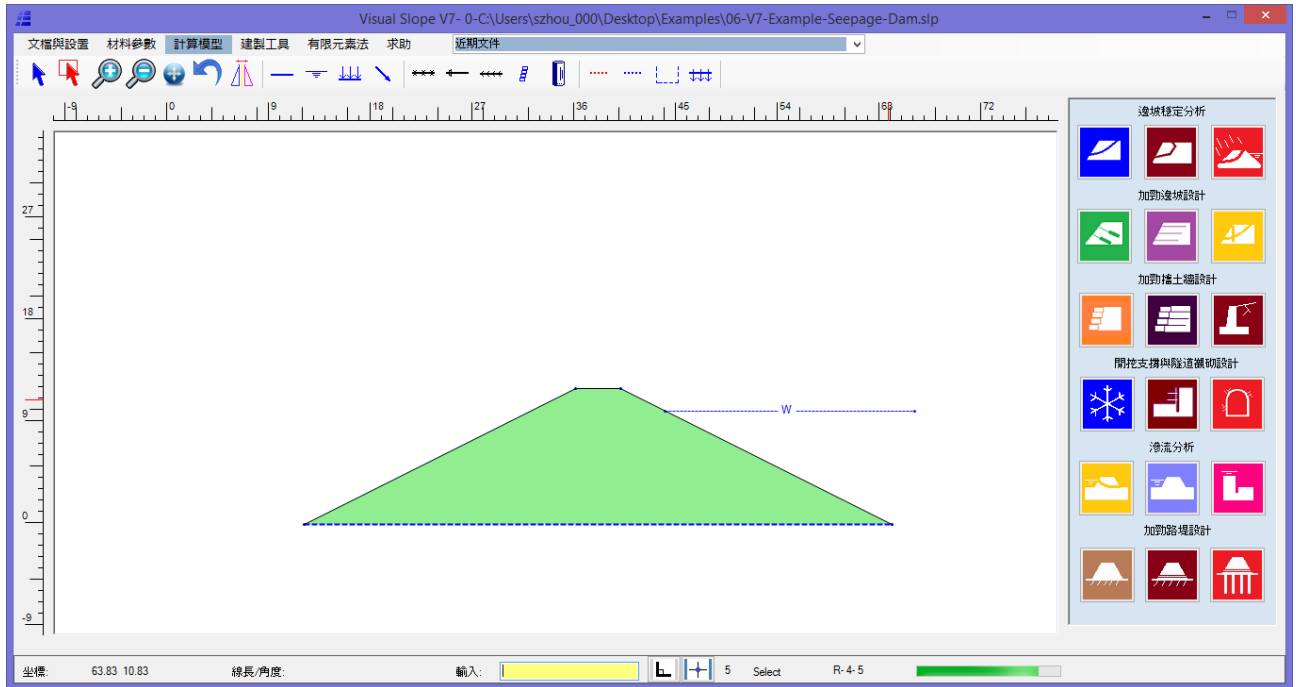 Visual Slope V7- 0-C:\Users\szhou_000\Desktop\Examples\06-V7-Example-Seepage-Dam.slp
文檔與設置 材料參數 計算模型 建製工具 有限元素法 求助 近期文件
-9 0 9 18 27 36 45 54 63 72
27
18
9
0
-9
W
邊坡穩定分析
加勁邊坡設計
加勁擋土牆設計
開挖支撐與隧道襯砌設計
滲流分析
加勁路堤設計
坐標: 63.83 10.83 線長/角度: 輸入: 5 Select R- 4- 5